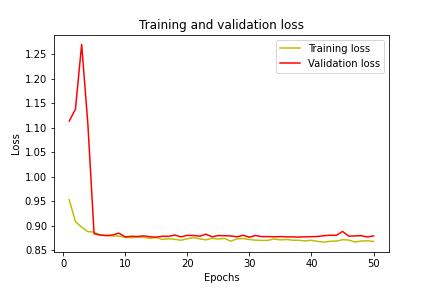 Training and validation loss
Training loss
Validation loss
1.25
1.20
1.15
1.10
1.05
1.00
0.95
0.90
0.85
Loss
0 10 20 30 40 50
Epochs